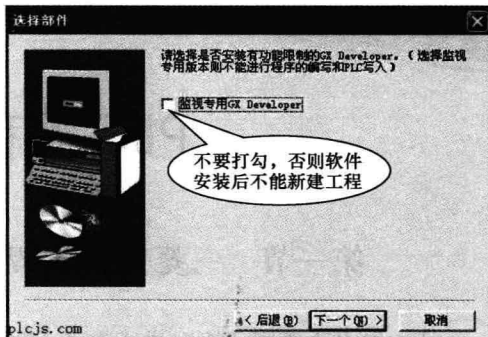 选择部件
请选择是否安装有功能限制的GX Developer。(选择监视
专用版本则不能进行程序的编写和PLC写入)
监视专用GX Developer
不要打勾，否则软件
安装后不能新建工程
< 后退(B)
下一个(N) >
取消
plcjs.com